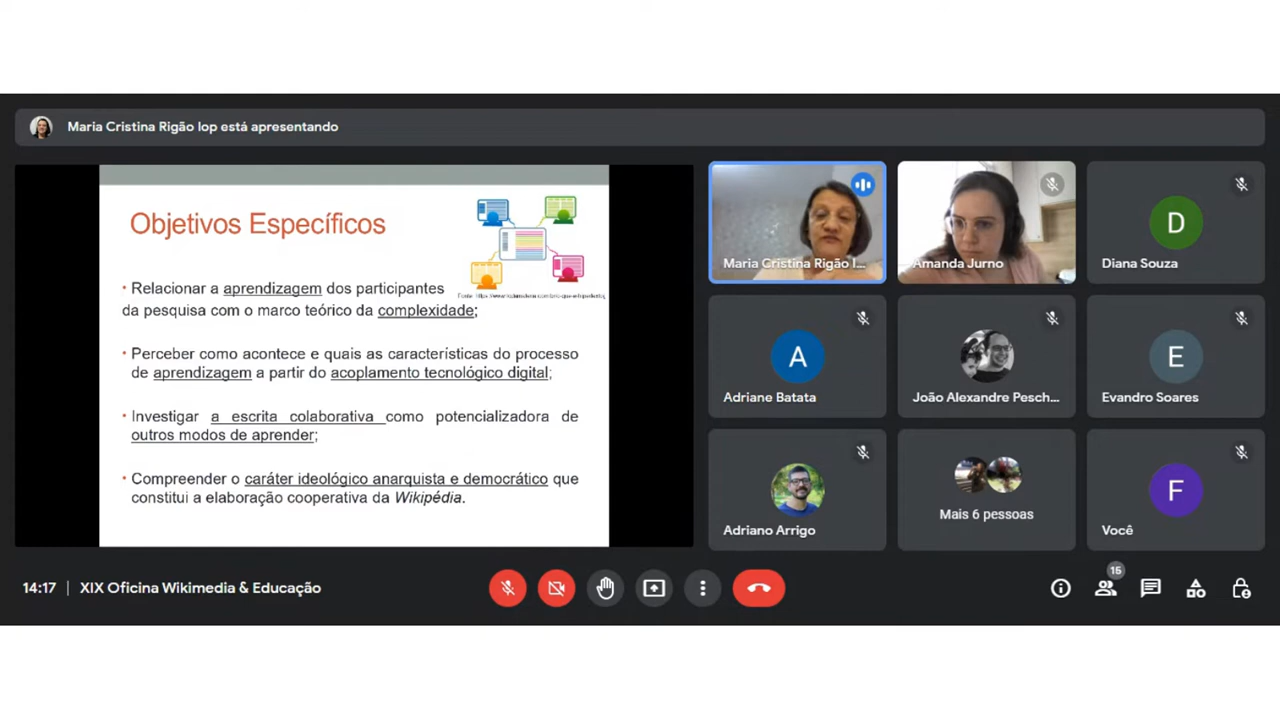 Maria Cristina Rigão Iop está apresentando
Objetivos Específicos
• Relacionar a aprendizagem dos participantes
da pesquisa com o marco teórico da complexidade;
• Perceber como acontece e quais as características do processo
de aprendizagem a partir do acoplamento tecnológico digital;
• Investigar a escrita colaborativa como potencializadora de
outros modos de aprender;
• Compreender o caráter ideológico anarquista e democrático que
constitui a elaboração cooperativa da Wikipédia.
Maria Cristina Rigão I...
Amanda Jurno
D
Diana Souza
A
Adriane Batata
João Alexandre Pesch...
E
Evandro Soares
Adriano Arrigo
Mais 6 pessoas
F
Você
14:17 | XIX Oficina Wikimedia & Educação
15